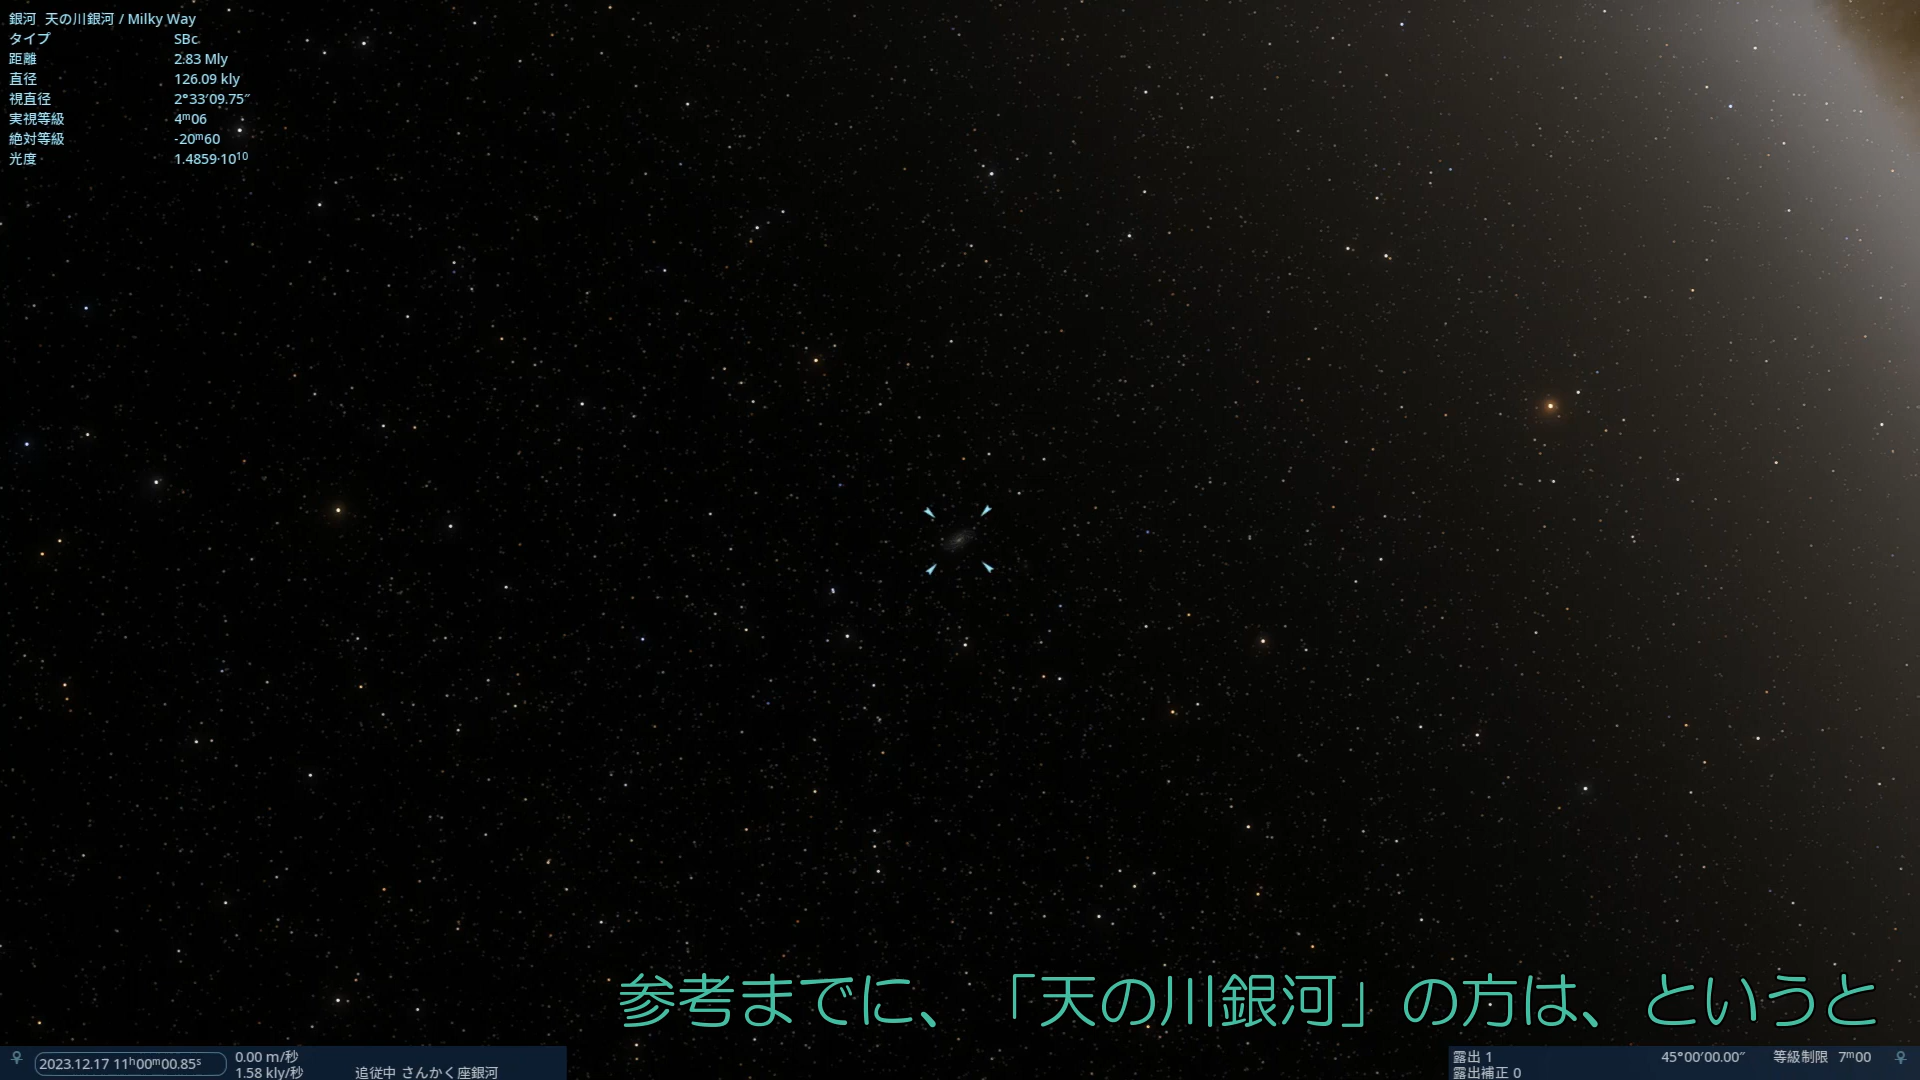 銀河 天の川銀河 / Milky Way
タイプ SBc
距離 2.83 Mly
直径 126.09 kly
視直径 2°33′09.75″
実視等級 4ᵐ06
絶対等級 -20ᵐ60
光度 1.4859·10¹⁰
参考までに、「天の川銀河」の方は、というと
2023.12.17 11ʰ00ᵐ00.85ˢ
0.00 m/秒
1.58 kly/秒 追従中 さんかく座銀河
露出 1 45°00′00.00″ 等級制限 7ᵐ00
露出補正 0